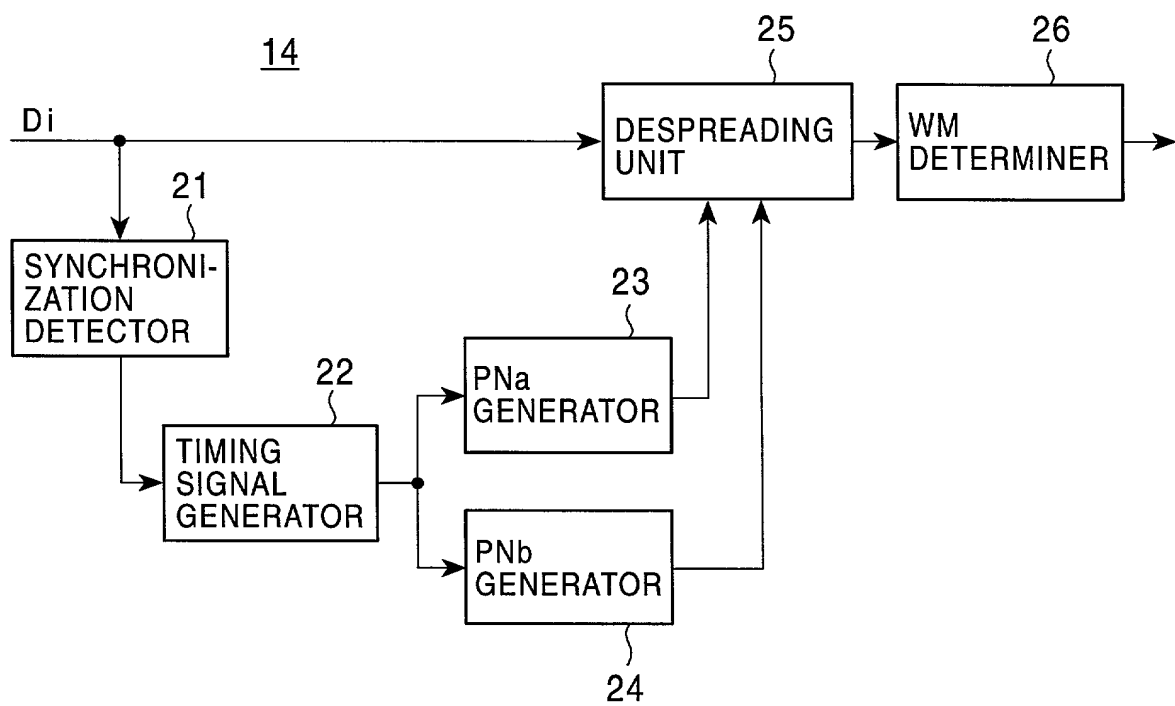 14
25
26
Di
DESPREADING
UNIT
WM
DETERMINER
21
SYNCHRONI-
ZATION
DETECTOR
23
PNa
GENERATOR
22
TIMING
SIGNAL
GENERATOR
PNb
GENERATOR
24